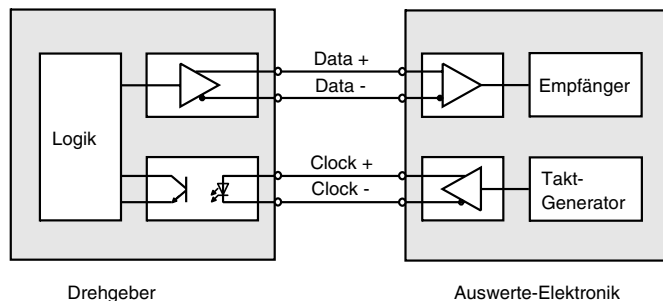 Data +
Data -
Empfänger
Logik
Clock +
Clock -
Takt-
Generator
Drehgeber
Auswerte-Elektronik